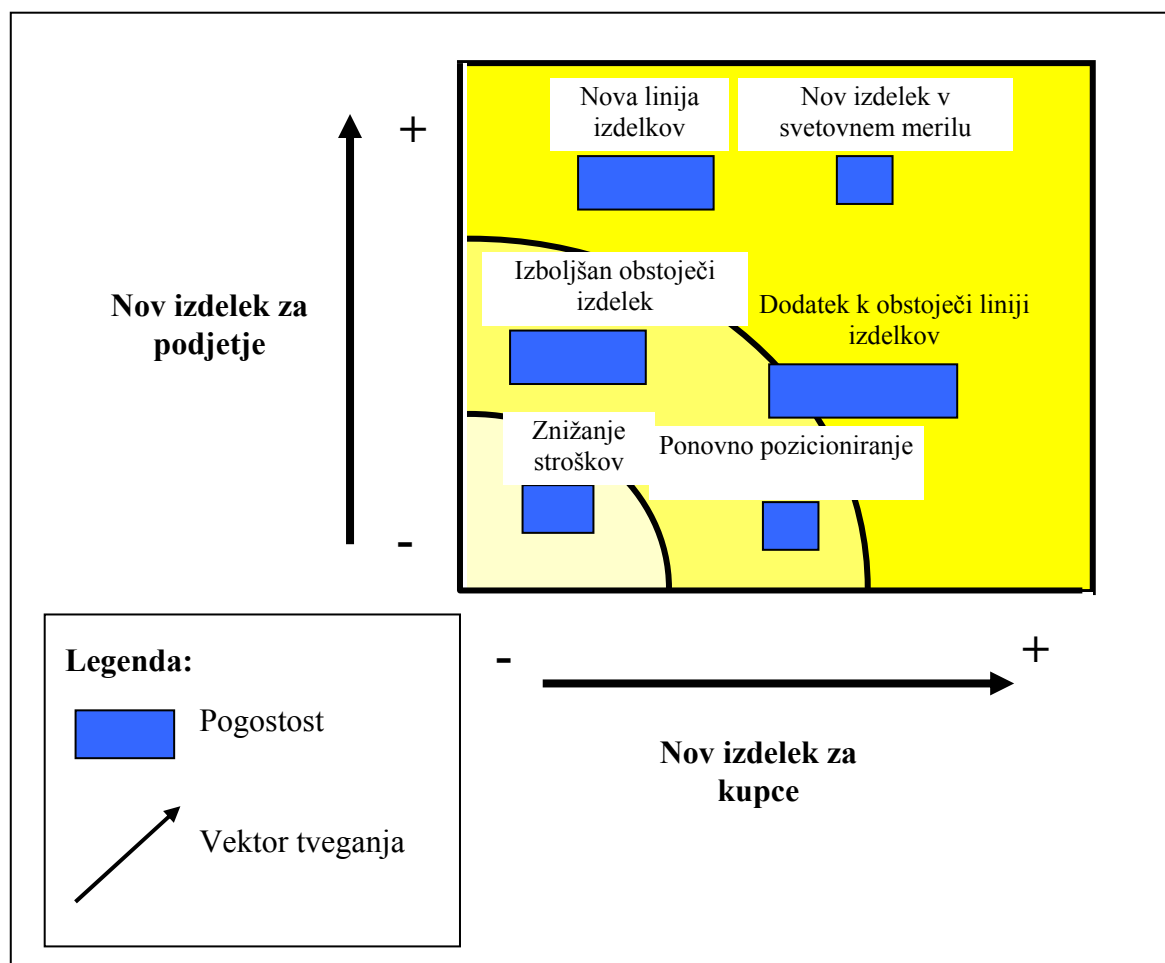 Nova linija
izdelkov
Nov izdelek v
svetovnem merilu
+
Izboljšan obstoječi
izdelek
Nov izdelek za
podjetje
Dodatek k obstoječi liniji
izdelkov
Znižanje
stroškov
Ponovno pozicioniranje
-
-
+
Nov izdelek za
kupce
Legenda:
Pogostost
Vektor tveganja